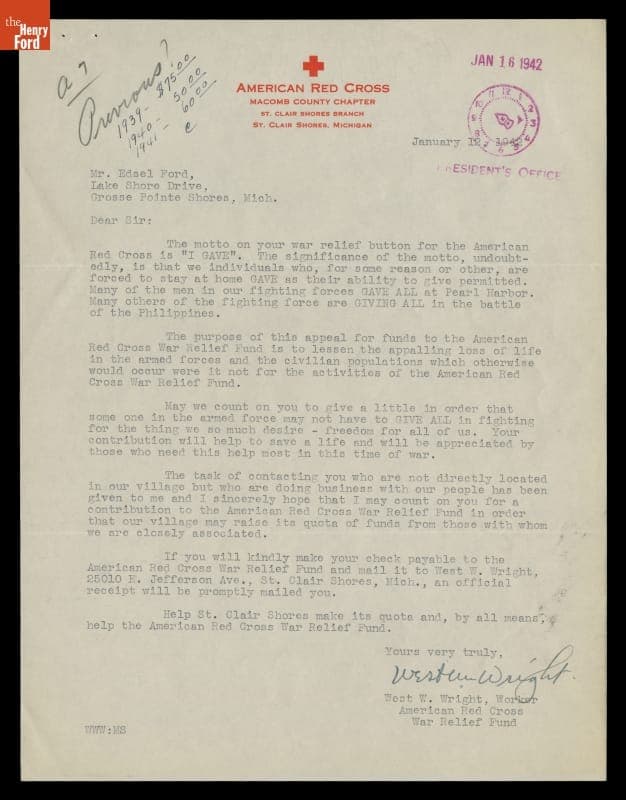 the
Henry
Ford
a 7
Previous?
1939 - $75.00
1940 - 50.00
1941 - 60.00
AMERICAN RED CROSS
MACOMB COUNTY CHAPTER
ST. CLAIR SHORES BRANCH
ST. CLAIR SHORES, MICHIGAN
JAN 16 1942
January 12, 1942
PRESIDENT'S OFFICE
Mr. Edsel Ford,
Lake Shore Drive,
Grosse Pointe Shores, Mich.
Dear Sir:
The motto on your war relief button for the American
Red Cross is "I GAVE". The significance of the motto, undoubt-
edly, is that we individuals who, for some reason or other, are
forced to stay at home GAVE as their ability to give permitted.
Many of the men in our fighting forces GAVE ALL at Pearl Harbor.
Many others of the fighting force are GIVING ALL in the battle
of the Philippines.
The purpose of this appeal for funds to the American
Red Cross War Relief Fund is to lessen the appalling loss of life
in the armed forces and the civilian populations which otherwise
would occur were it not for the activities of the American Red
Cross War Relief Fund.
May we count on you to give a little in order that
some one in the armed force may not have to GIVE ALL in fighting
for the thing we so much desire - freedom for all of us. Your
contribution will help to save a life and will be appreciated by
those who need this help most in this time of war.
The task of contacting you who are not directly located
in our village but who are doing business with our people has been
given to me and I sincerely hope that I may count on you for a
contribution to the American Red Cross War Relief Fund in order
that our village may raise its quota of funds from those with whom
we are closely associated.
If you will kindly make your check payable to the
American Red Cross War Relief Fund and mail it to West W. Wright,
25010 E. Jefferson Ave., St. Clair Shores, Mich., an official
receipt will be promptly mailed you.
Help St. Clair Shores make its quota and, by all means,
help the American Red Cross War Relief Fund.
Yours very truly,
West W. Wright.
West W. Wright, Worker
American Red Cross
War Relief Fund
WWW:MS